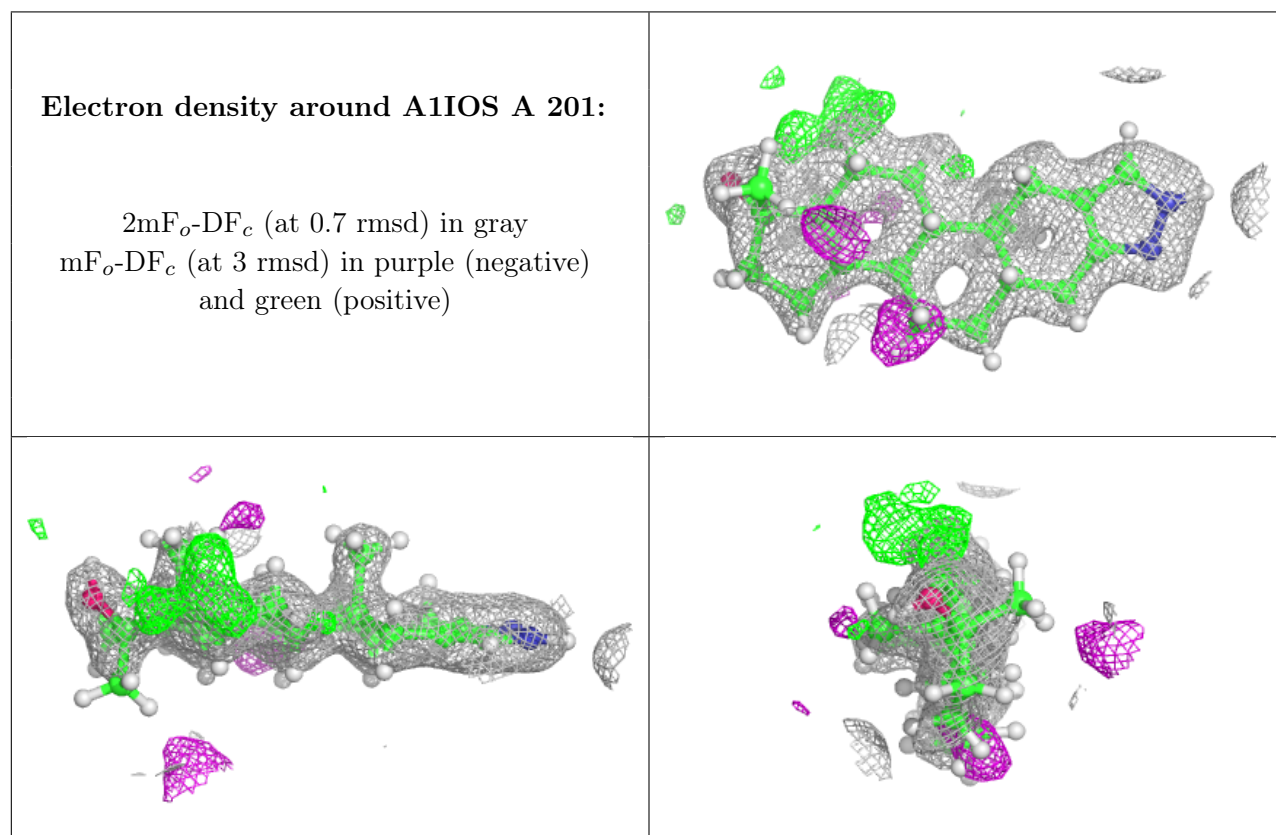 Electron density around A1IOS A 201:
2mFₒ-DF𝒸 (at 0.7 rmsd) in gray
mFₒ-DF𝒸 (at 3 rmsd) in purple (negative)
and green (positive)